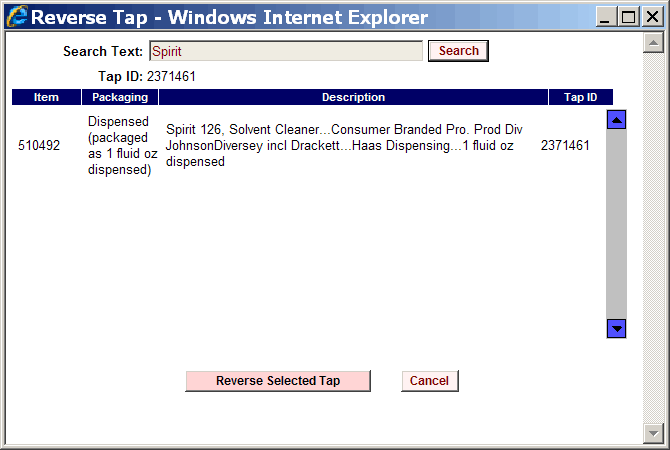 Reverse Tap - Windows Internet Explorer
Search Text: Spirit Search
Tap ID: 2371461
Item Packaging Description Tap ID
510492
Dispensed
(packaged
as 1 fluid oz
dispensed)
Spirit 126, Solvent Cleaner...Consumer Branded Pro. Prod Div
JohnsonDiversey incl Drackett...Haas Dispensing...1 fluid oz
dispensed
2371461
Reverse Selected Tap Cancel